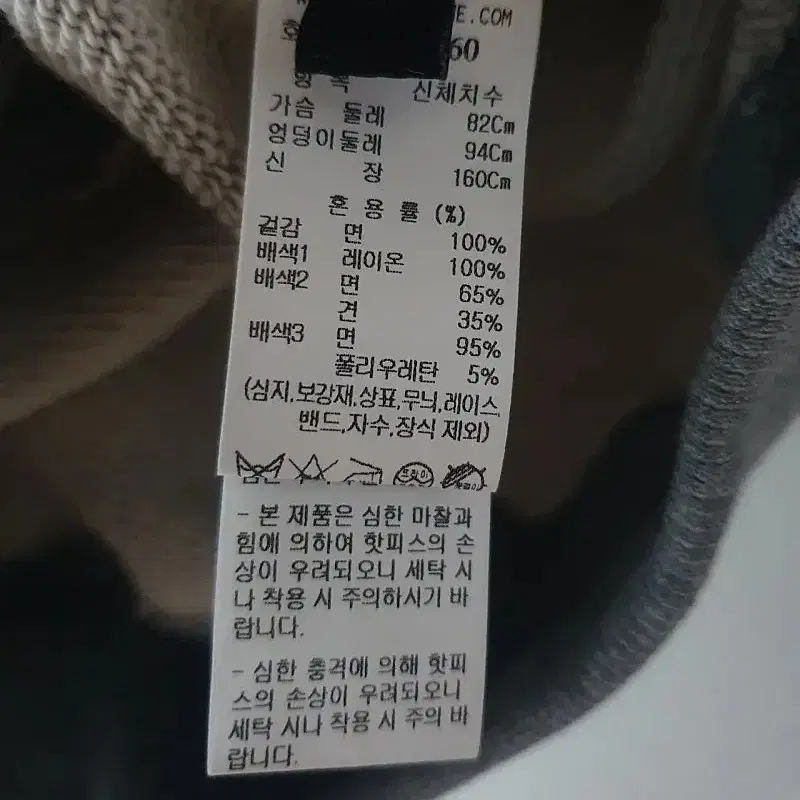 E.COM
60
신체치수
가슴 둘레 82Cm
엉덩이둘레 94Cm
신 장 160Cm
혼 용 률 (%)
겉감 면 100%
배색1 레이온 100%
배색2 면 65%
견 35%
배색3 면 95%
폴리우레탄 5%
(심지,보강재,상표,무늬,레이스
밴드,자수,장식 제외)
드라이
- 본 제품은 심한 마찰과
힘에 의하여 핫피스의 손
상이 우려되오니 세탁 시
나 착용 시 주의하시기 바
랍니다.
- 심한 충격에 의해 핫피
스의 손상이 우려되오니
세탁 시나 착용 시 주의 바
랍니다.